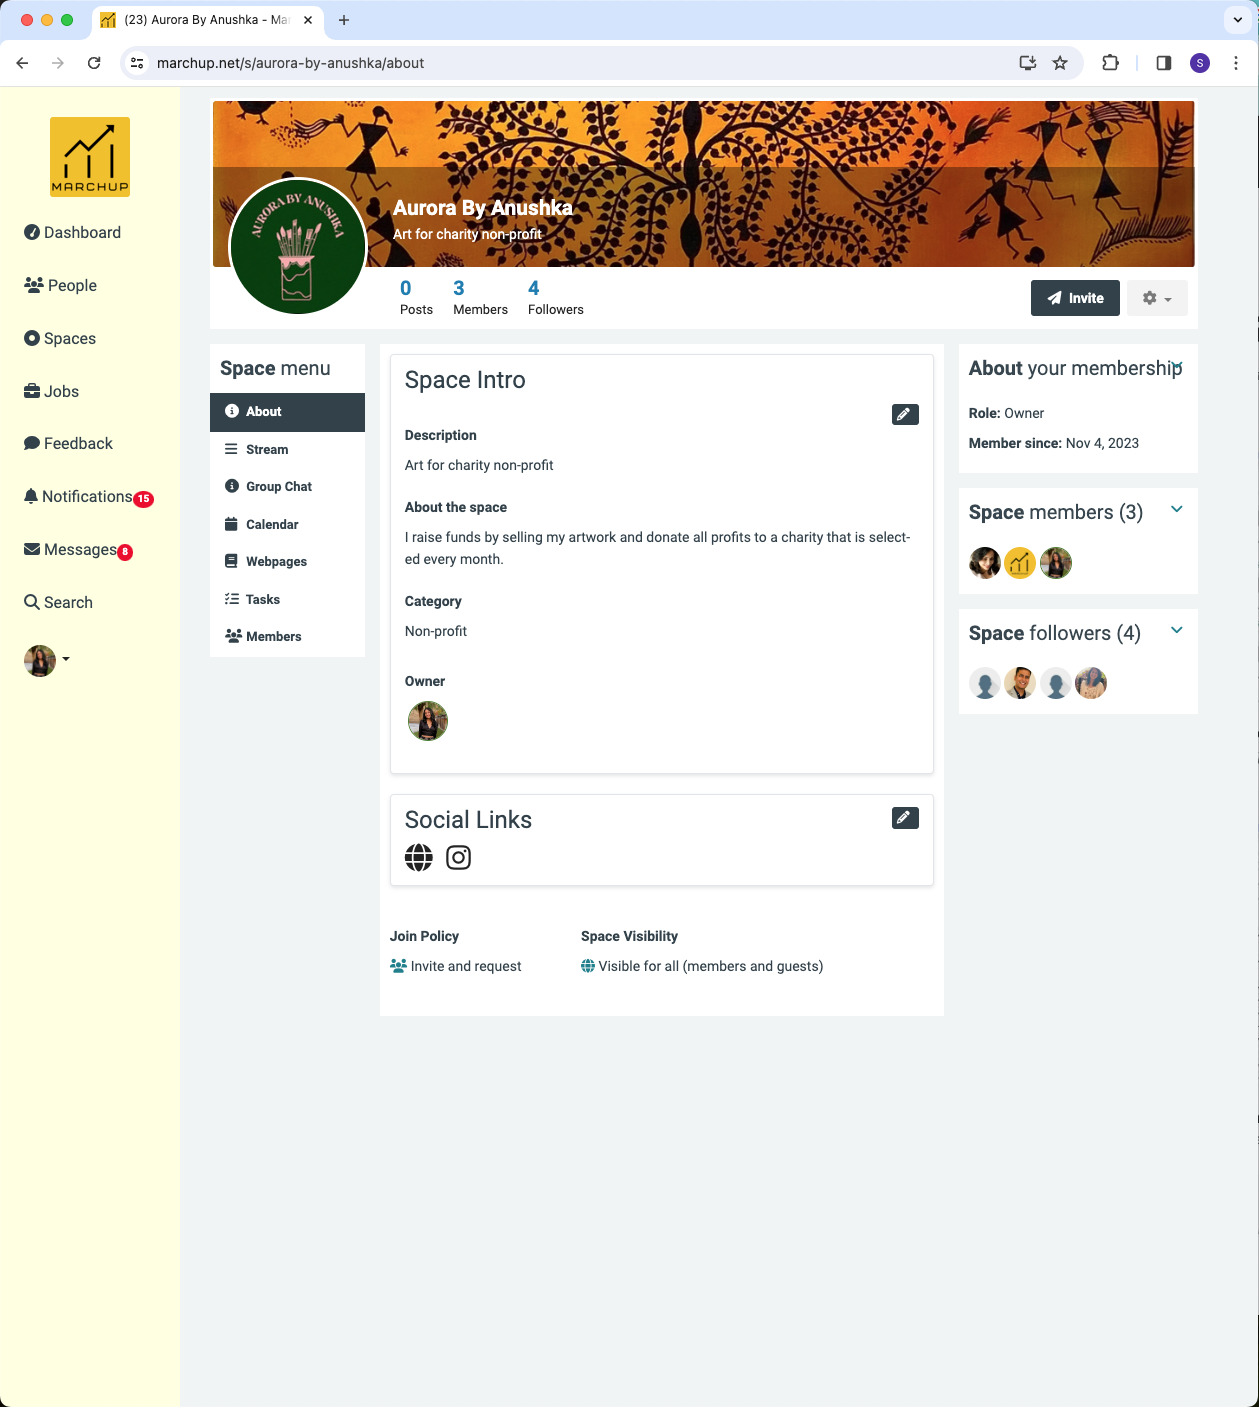 (23) Aurora By Anushka - Mar
marchup.net/s/aurora-by-anushka/about
S
MARCHUP
Dashboard
People
Spaces
Jobs
Feedback
Notifications 15
Messages 8
Search
AURORA BY ANUSHKA
Aurora By Anushka
Art for charity non-profit
0 3 4
Posts Members Followers
Invite
Space menu
About
Stream
Group Chat
Calendar
Webpages
Tasks
Members
Space Intro
Description
Art for charity non-profit
About the space
I raise funds by selling my artwork and donate all profits to a charity that is select-
ed every month.
Category
Non-profit
Owner
Social Links
Join Policy
Invite and request
Space Visibility
Visible for all (members and guests)
About your membership
Role: Owner
Member since: Nov 4, 2023
Space members (3)
Space followers (4)